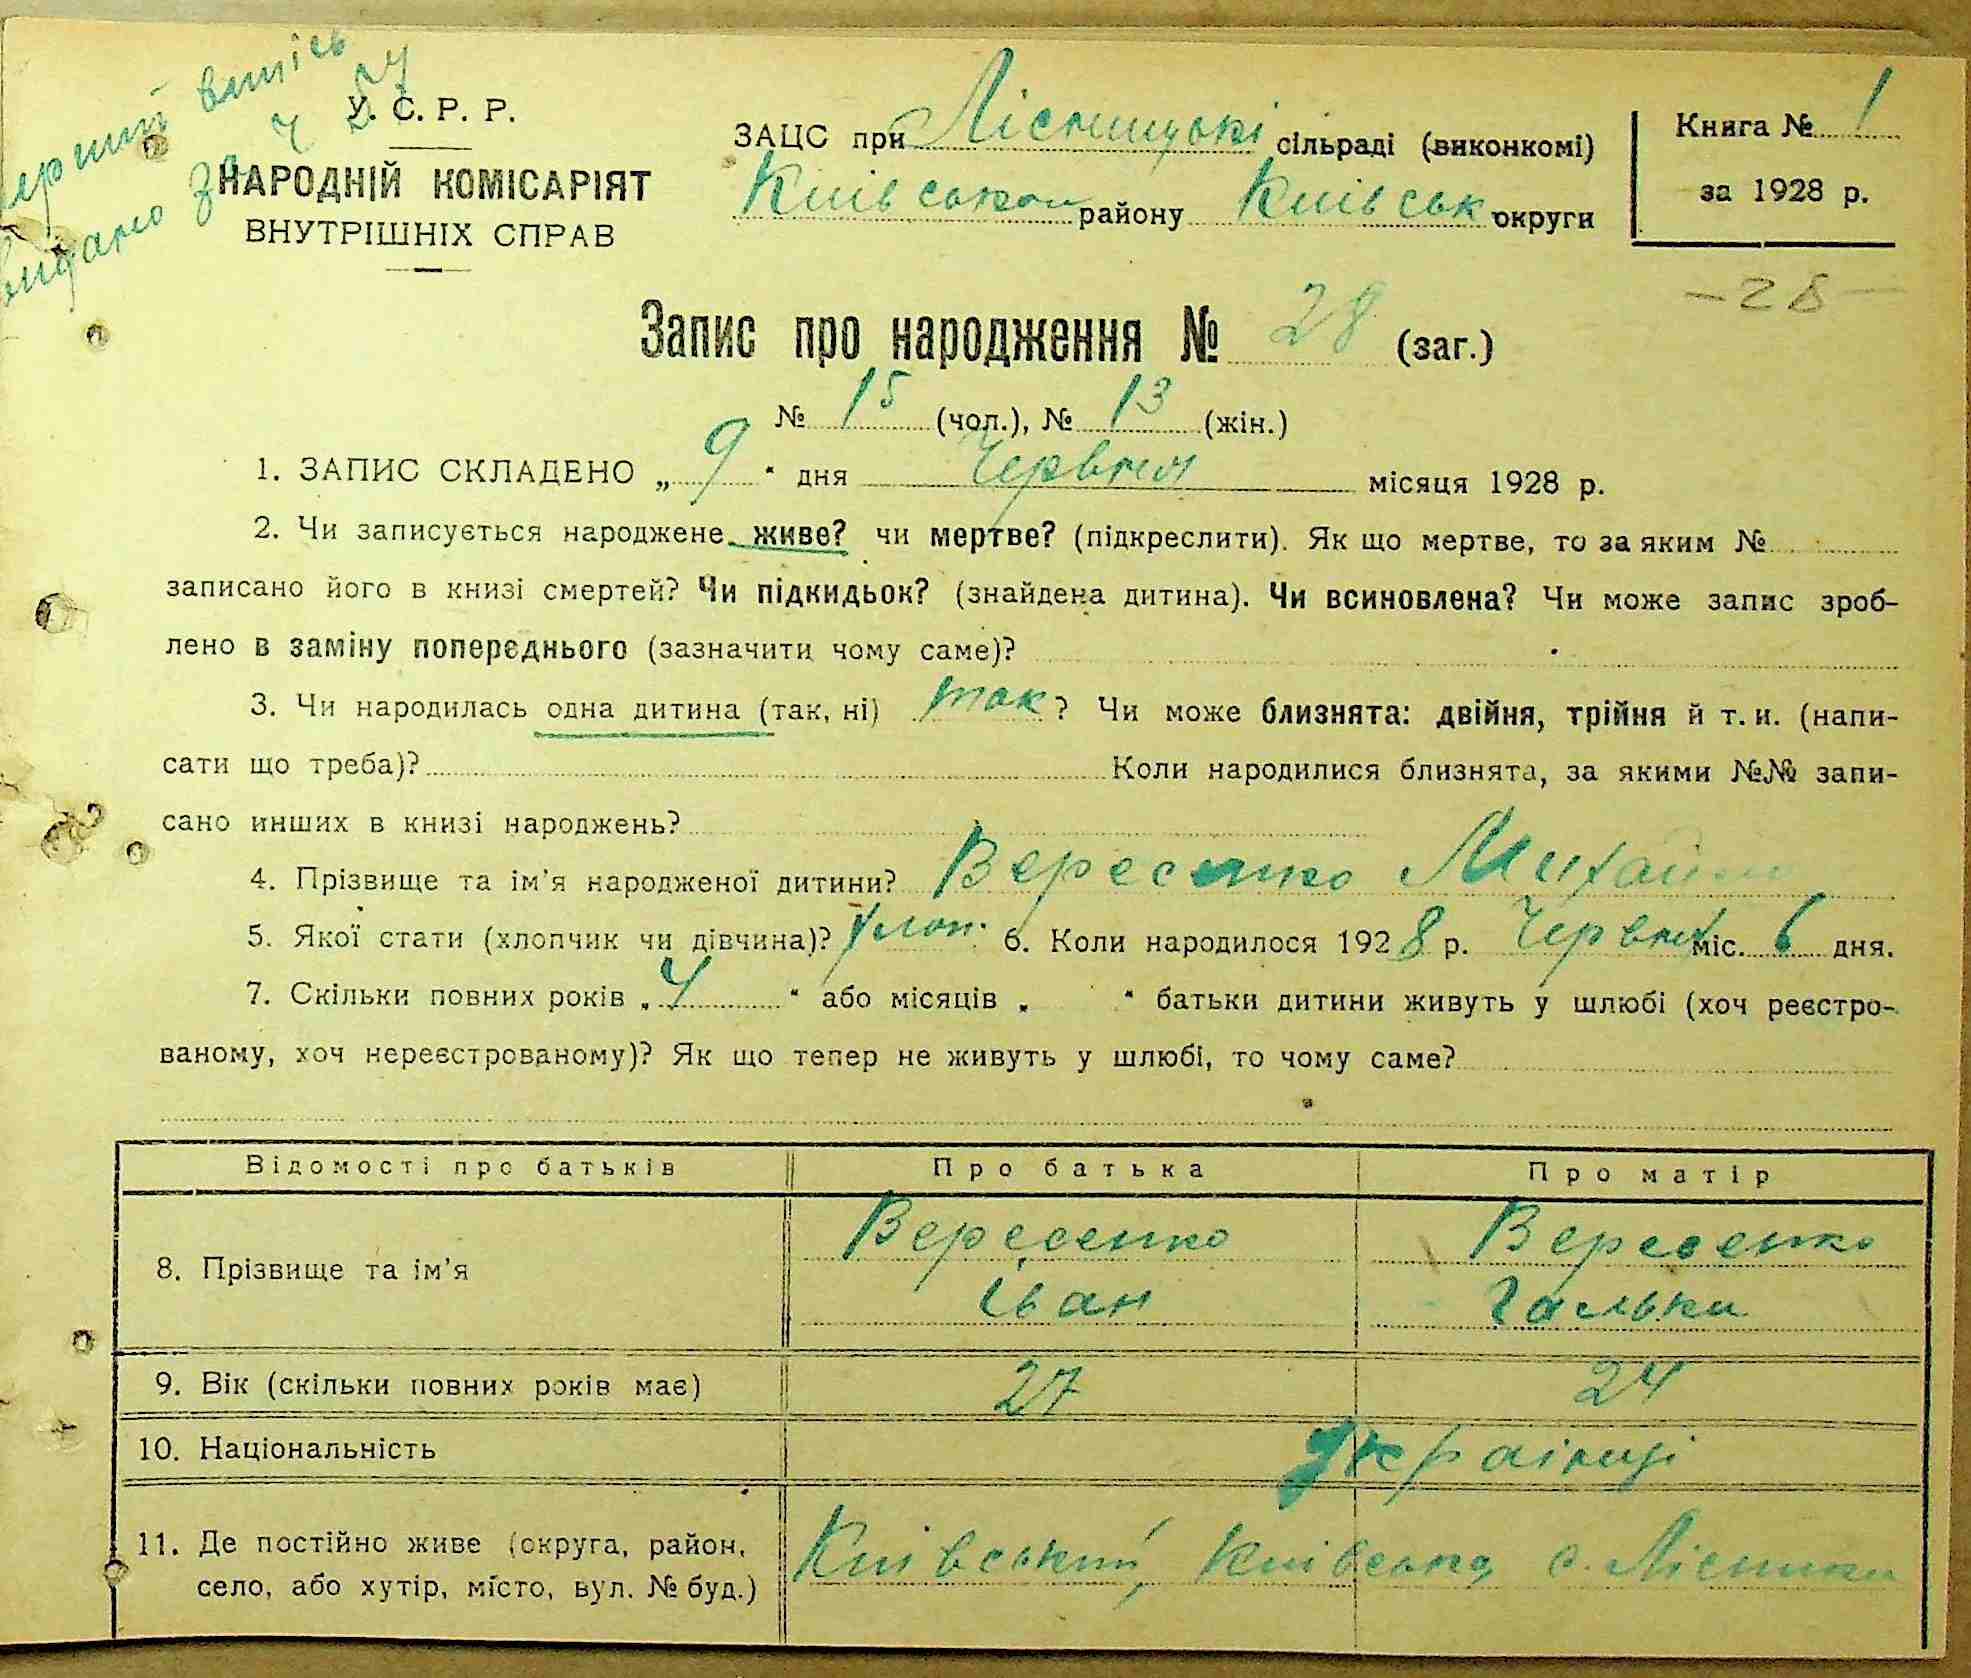 перший випісь
видано за ч 54
У. С. Р. Р.
НАРОДНІЙ КОМІСАРІЯТ
ВНУТРІШНІХ СПРАВ
ЗАЦС при Лісницькі сільраді (виконкомі)
Київської району Київськ округи
Книга № 1
за 1928 р.
-28-
Запис про народження № 28 (заг.)
№ 15 (чол.), № 13 (жін.)
1. ЗАПИС СКЛАДЕНО „ 9 " дня Червня місяця 1928 р.
2. Чи записується народжене живе? чи мертве? (підкреслити). Як що мертве, то за яким №
записано його в книзі смертей? Чи підкидьок? (знайдена дитина). Чи всиновлена? Чи може запис зроб-
лено в заміну попереднього (зазначити чому саме)?
3. Чи народилась одна дитина (так, ні) так ? Чи може близнята: двійня, трійня й т. и. (напи-
сати що треба)? Коли народилися близнята, за якими №№ запи-
сано инших в книзі народжень?
4. Прізвище та ім'я народженої дитини? Вересенко Михайло
5. Якої стати (хлопчик чи дівчина)? хлоп. 6. Коли народилося 1928 р. Червня міс. 6 дня.
7. Скільки повних років „ 4 " або місяців „ " батьки дитини живуть у шлюбі (хоч реєстро-
ваному, хоч нереєстрованому)? Як що тепер не живуть у шлюбі, то чому саме?
Відомості про батьків Про батька Про матір
8. Прізвище та ім'я
Вересенко Вересенко
Іван Галька
9. Вік (скільки повних років має) 27 24
10. Національність Українці
11. Де постійно живе (округа, район,
село, або хутір, місто, вул. № буд.)
Київський, Київська с. Лісники